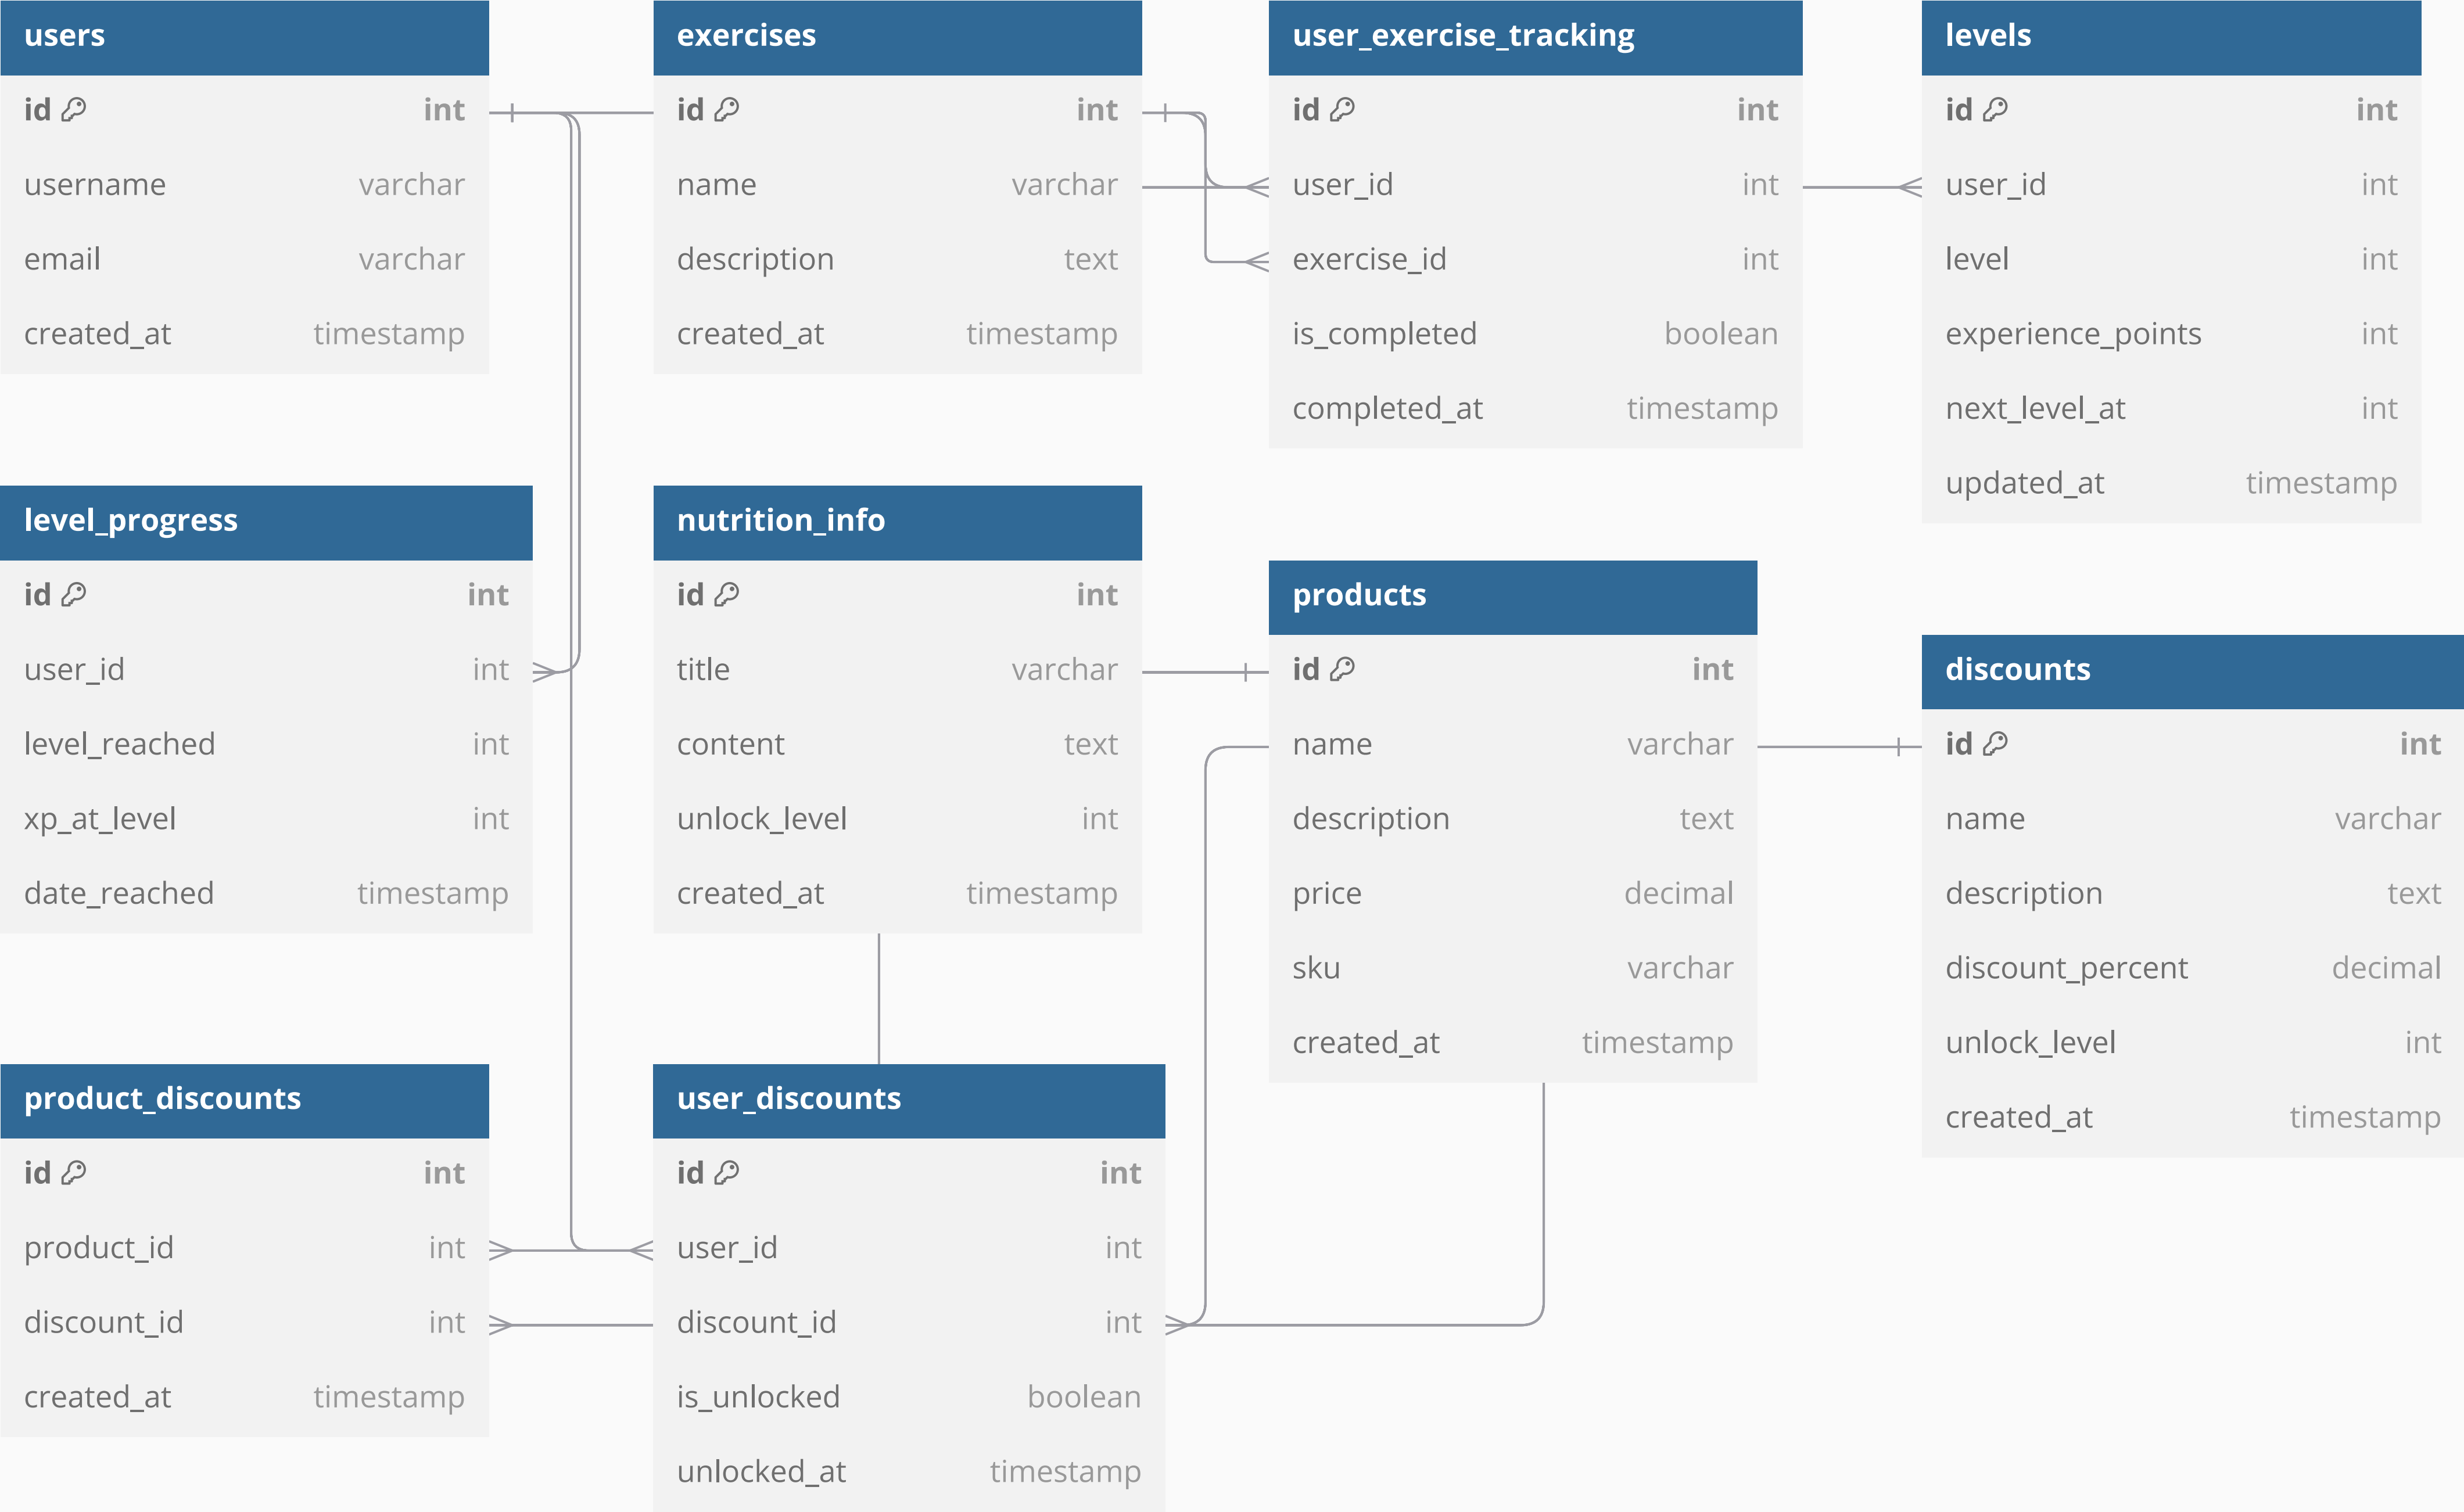 users
id int
username varchar
email varchar
created_at timestamp
exercises
id int
name varchar
description text
created_at timestamp
user_exercise_tracking
id int
user_id int
exercise_id int
is_completed boolean
completed_at timestamp
levels
id int
user_id int
level int
experience_points int
next_level_at int
updated_at timestamp
level_progress
id int
user_id int
level_reached int
xp_at_level int
date_reached timestamp
nutrition_info
id int
title varchar
content text
unlock_level int
created_at timestamp
products
id int
name varchar
description text
price decimal
sku varchar
created_at timestamp
discounts
id int
name varchar
description text
discount_percent decimal
unlock_level int
created_at timestamp
product_discounts
id int
product_id int
discount_id int
created_at timestamp
user_discounts
id int
user_id int
discount_id int
is_unlocked boolean
unlocked_at timestamp